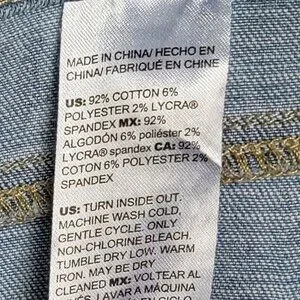 MADE IN CHINA/ HECHO EN
CHINA/ FABRIQUÉ EN CHINE
US: 92% COTTON 6%
POLYESTER 2% LYCRA®
SPANDEX MX: 92%
ALGODÓN 6% poliéster 2%
LYCRA® spandex CA: 92%
COTON 6% POLYESTER 2%
SPANDEX
US: TURN INSIDE OUT.
MACHINE WASH COLD,
GENTLE CYCLE. ONLY
NON-CHLORINE BLEACH.
TUMBLE DRY LOW. WARM
IRON. MAY BE DRY
CLEANED MX: VOLTEAR AL
REVÉS. LAVAR A MÁQUINA